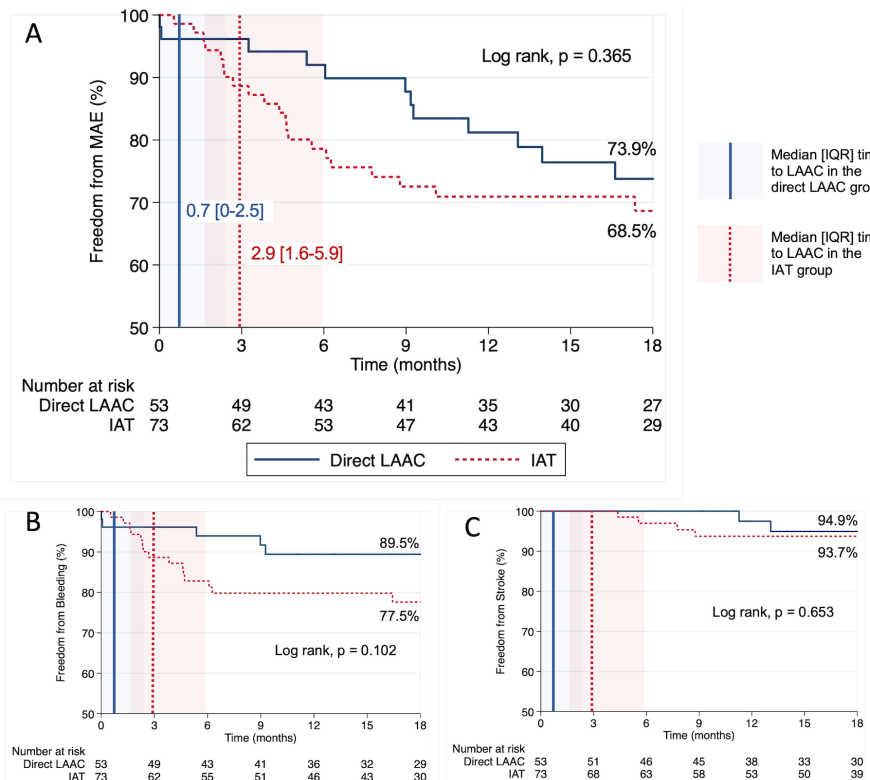 A
100
90
80
70
60
50
Freedom from MAE (%)
Log rank, p = 0.365
73.9%
68.5%
0.7 [0-2.5]
2.9 [1.6-5.9]
0 3 6 9 12 15 18
Time (months)
Number at risk
Direct LAAC 53 49 43 41 35 30 27
IAT 73 62 53 47 43 40 29
Direct LAAC IAT
Median [IQR] tim
to LAAC in the
direct LAAC gro
Median [IQR] tim
to LAAC in the
IAT group
B
100
90
80
70
60
50
Freedom from Bleeding (%)
89.5%
77.5%
Log rank, p = 0.102
0 3 6 9 12 15 18
Time (months)
Number at risk
Direct LAAC 53 49 43 41 36 32 29
IAT 73 62 55 51 46 43 30
C
100
90
80
70
60
50
Freedom from Stroke (%)
94.9%
93.7%
Log rank, p = 0.653
0 3 6 9 12 15 18
Time (months)
Number at risk
Direct LAAC 53 51 46 45 38 33 30
IAT 73 68 63 58 53 50 39